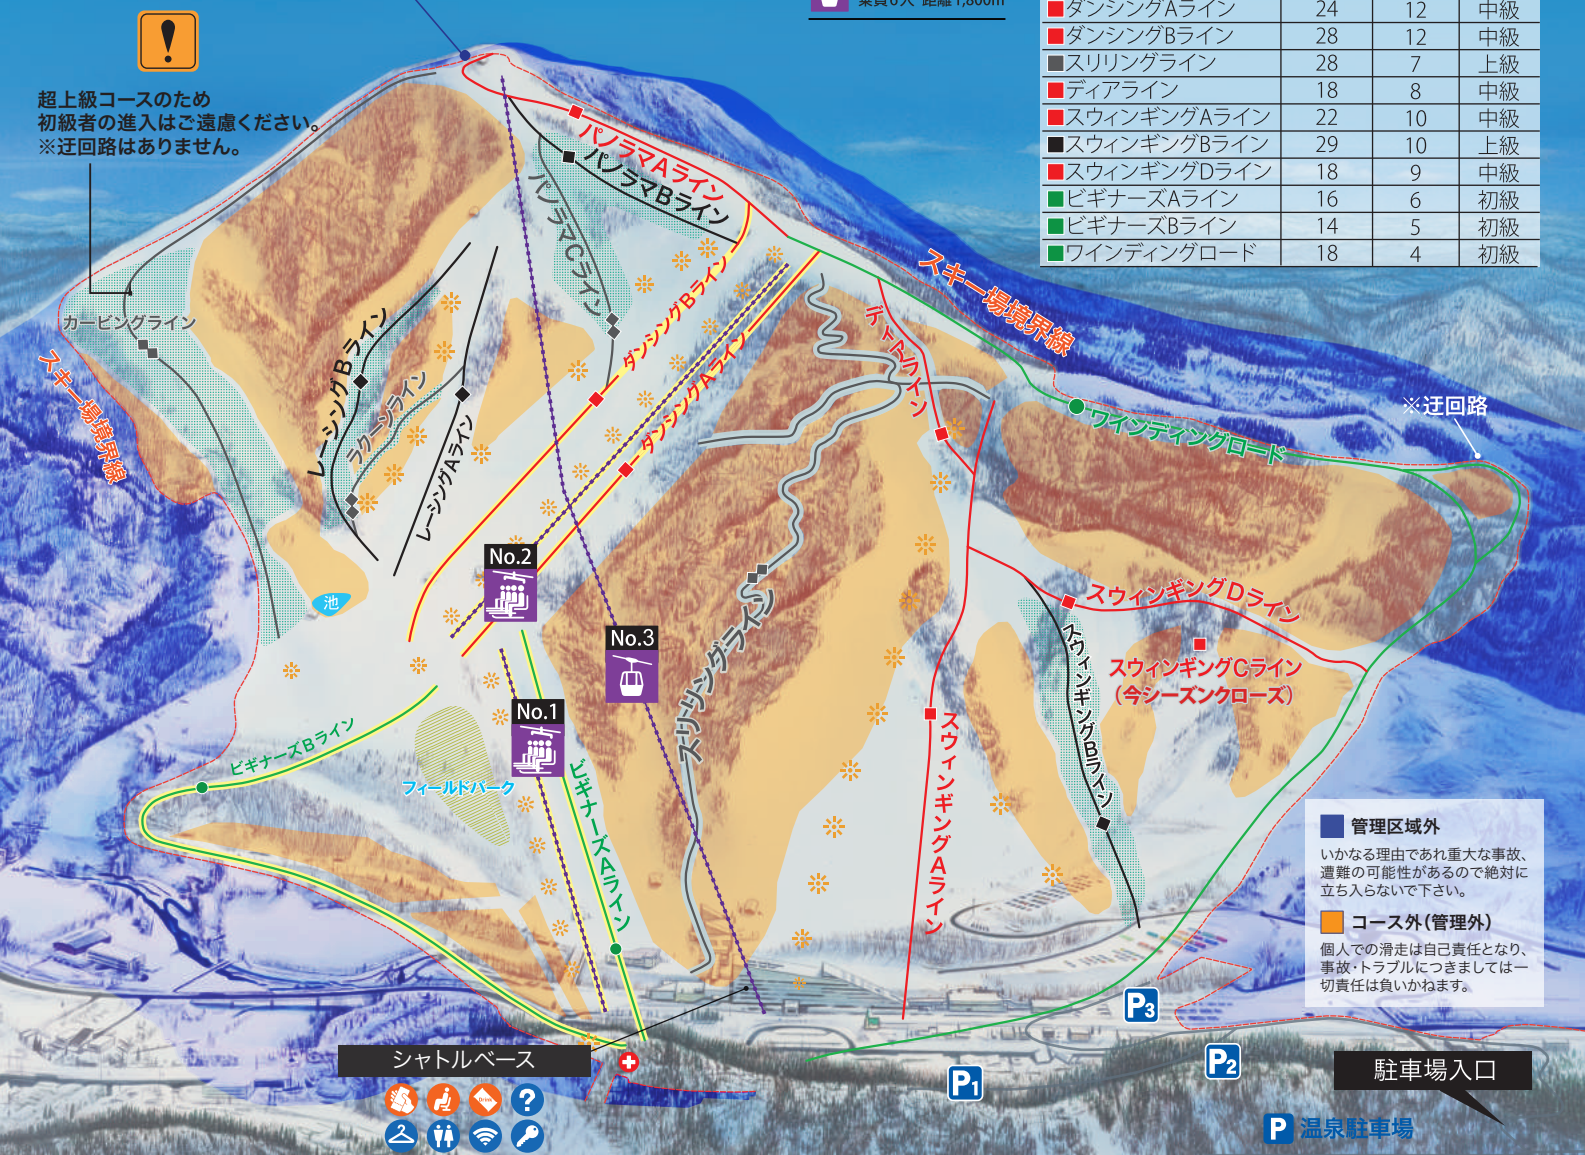 乗員6人 距離1,800m
ダンシングAライン 24 12 中級
ダンシングBライン 28 12 中級
スリリングライン 28 7 上級
ディアライン 18 8 中級
スウィンギングAライン 22 10 中級
スウィンギングBライン 29 10 上級
スウィンギングDライン 18 9 中級
ビギナーズAライン 16 6 初級
ビギナーズBライン 14 5 初級
ワインディングロード 18 4 初級
!
超上級コースのため
初級者の進入はご遠慮ください。
※迂回路はありません。
パノラマAライン
パノラマBライン
パノラマCライン
スキー場境界線
カービングライン
スキー場境界線
レーシングBライン
ラクーンライン
レーシングAライン
ダンシングBライン
ダンシングAライン
ディアライン
※迂回路
ワインディングロード
No.2
池
スウィンギングDライン
No.3
スリリングライン
スウィンギングBライン
スウィンギングCライン
(今シーズンクローズ)
No.1
ビギナーズBライン
フィールドパーク
ビギナーズAライン
スウィンギングAライン
管理区域外
いかなる理由であれ重大な事故、
遭難の可能性があるので絶対に
立ち入らないで下さい。
コース外(管理外)
個人での滑走は自己責任となり、
事故・トラブルにつきましては一
切責任は負いかねます。
P3
シャトルベース
P2
駐車場入口
P1
Drink
?
P 温泉駐車場